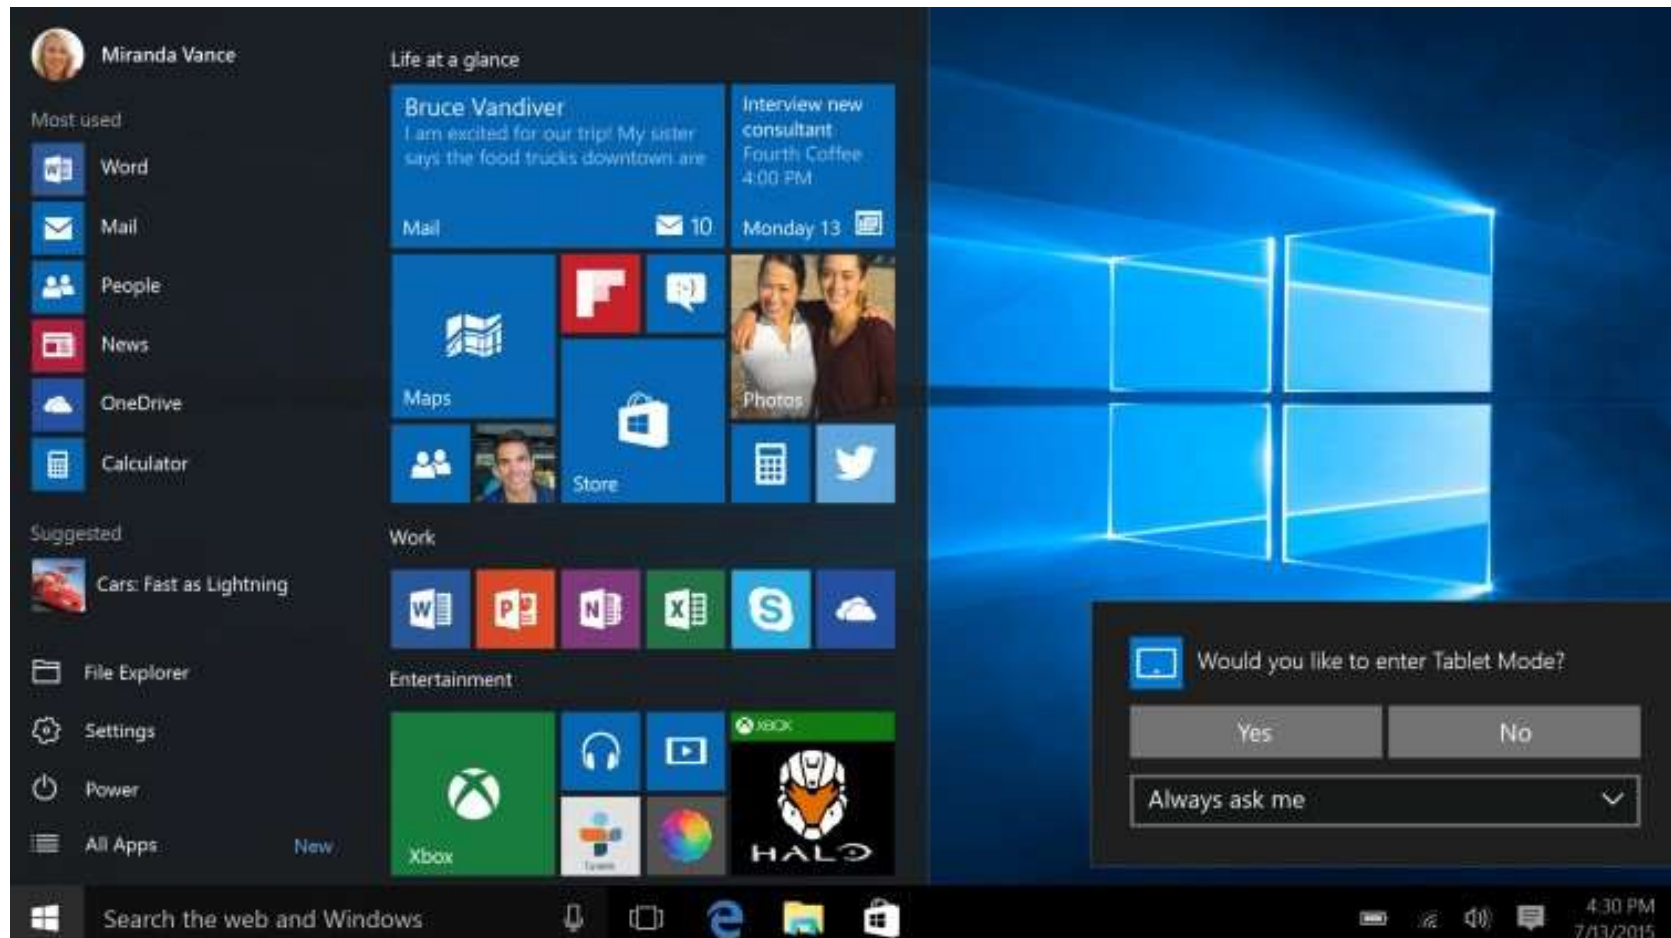 Miranda Vance
Most used
Word
Mail
People
News
OneDrive
Calculator
Suggested
Cars: Fast as Lightning
File Explorer
Settings
Power
All Apps New
Life at a glance
Bruce Vandiver
I am excited for our trip! My sister
says the food trucks downtown are
Mail 10
Interview new
consultant
Fourth Coffee
4:00 PM
Monday 13
:-)
Maps
Store
Photos
Work
W
P
N
X
S
Entertainment
Xbox
XBOX
HALO
Would you like to enter Tablet Mode?
Yes No
Always ask me
Search the web and Windows
4:30 PM
7/13/2015